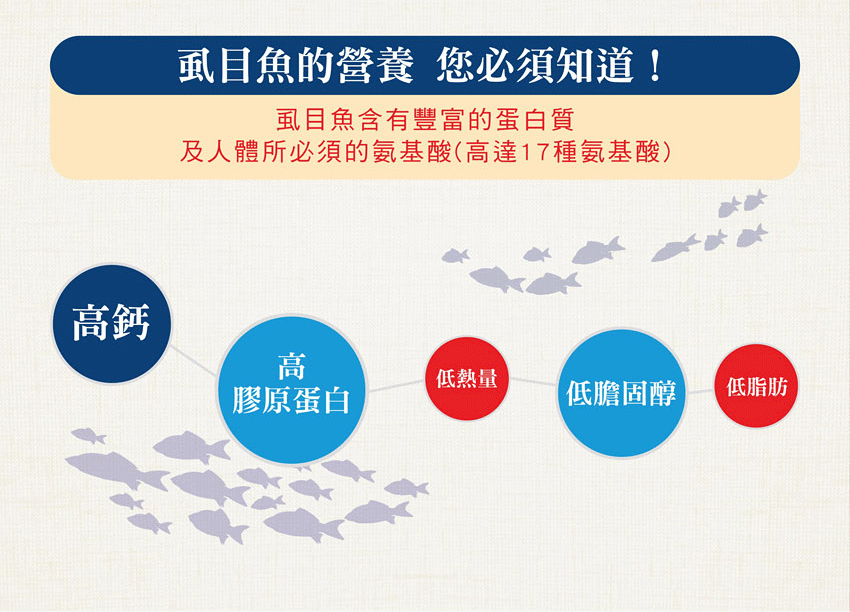 虱目魚的營養 您必須知道！
虱目魚含有豐富的蛋白質
及人體所必須的氨基酸(高達17種氨基酸)
高鈣
高
膠原蛋白
低熱量
低膽固醇
低脂肪